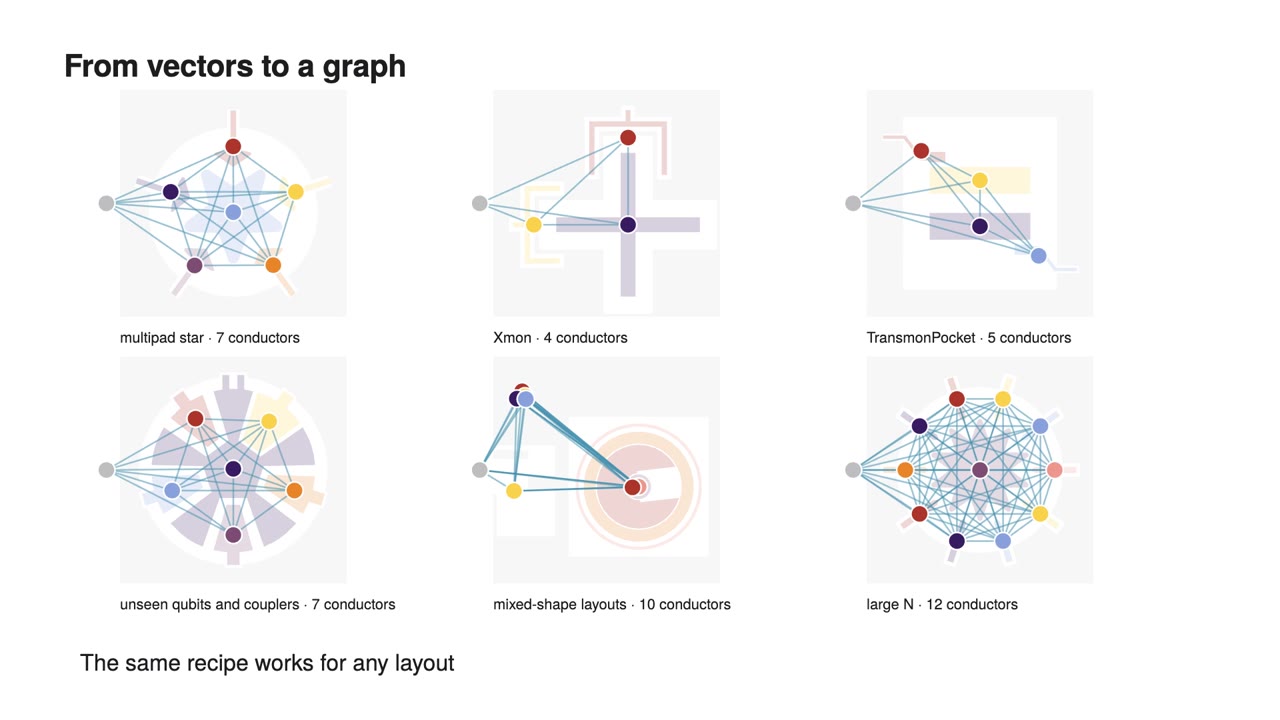 From vectors to a graph
multipad star · 7 conductors
Xmon · 4 conductors
TransmonPocket · 5 conductors
unseen qubits and couplers · 7 conductors
mixed-shape layouts · 10 conductors
large N · 12 conductors
The same recipe works for any layout